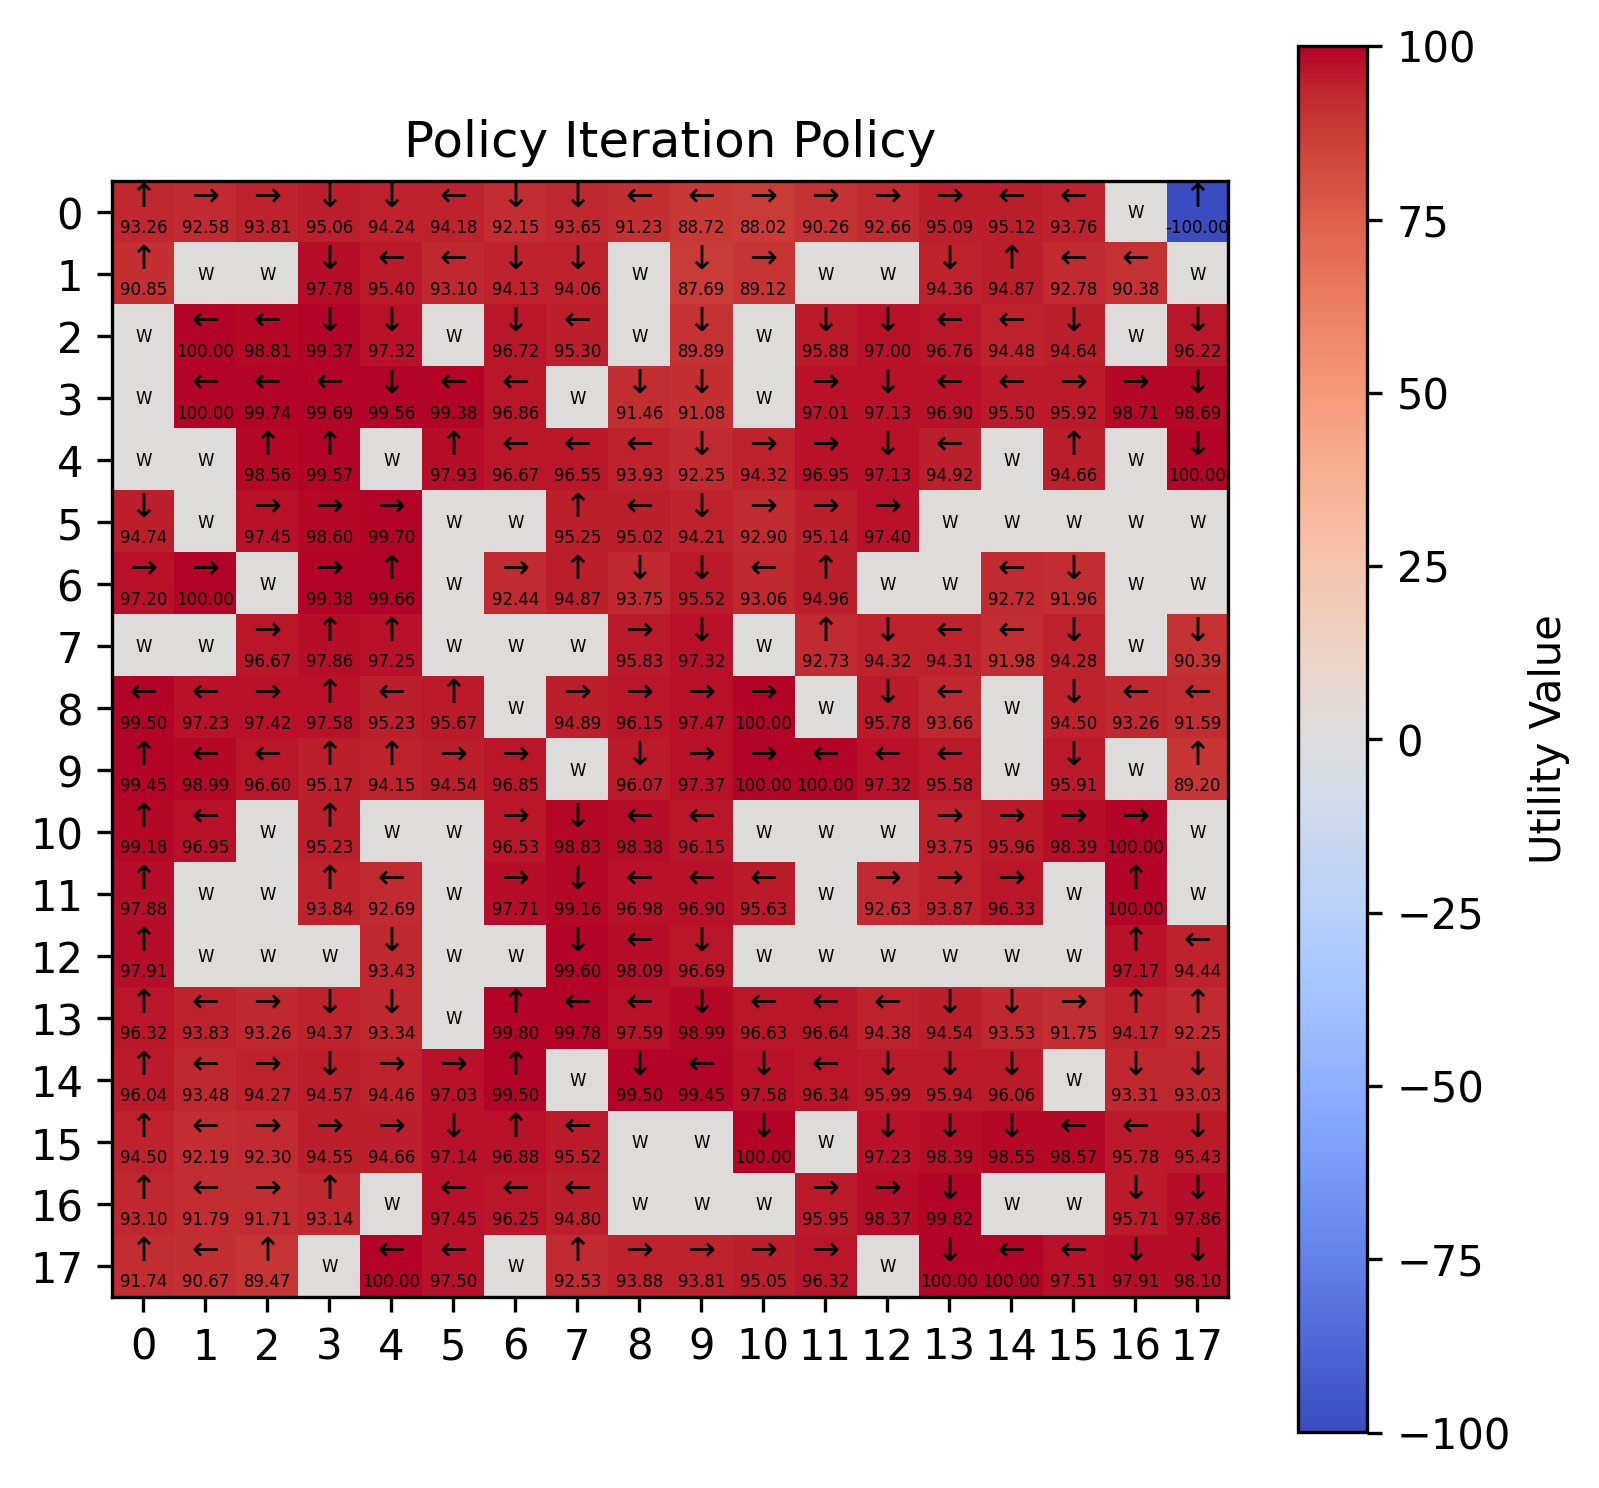 Policy Iteration Policy
0 ↑ → → ↓ ↓ ← ↓ ↓ ← ← → → → → ← ← W ↑
93.26 92.58 93.81 95.06 94.24 94.18 92.15 93.65 91.23 88.72 88.02 90.26 92.66 95.09 95.12 93.76 -100.00
1 ↑ W W ↓ ← ← ↓ ↓ W ↓ → W W ↓ ↑ ← ← W
90.85 97.78 95.40 93.10 94.13 94.06 87.69 89.12 94.36 94.87 92.78 90.38
2 W ← ← ↓ ↓ W ↓ ← W ↓ W ↓ ↓ ← ← ↓ W ↓
100.00 98.81 99.37 97.32 96.72 95.30 89.89 95.88 97.00 96.76 94.48 94.64 96.22
3 W ← ← ← ↓ ← ← W ↓ ↓ W → ↓ ← ← → → ↓
100.00 99.74 99.69 99.56 99.38 96.86 91.46 91.08 97.01 97.13 96.90 95.50 95.92 98.71 98.69
4 W W ↑ ↑ W ↑ ← ← ← ↓ → → ↓ ← W ↑ W ↓
98.56 99.57 97.93 96.67 96.55 93.93 92.25 94.32 96.95 97.13 94.92 94.66 100.00
5 ↓ W → → → W W ↑ ← ↓ → → → W W W W W
94.74 97.45 98.60 99.70 95.25 95.02 94.21 92.90 95.14 97.40
6 → → W → ↑ W → ↑ ↓ ↓ ← ↑ W W ← ↓ W W
97.20 100.00 99.38 99.66 92.44 94.87 93.75 95.52 93.06 94.96 92.72 91.96
7 W W → ↑ ↑ W W W → ↓ W ↑ ↓ ← ← ↓ W ↓
96.67 97.86 97.25 95.83 97.32 92.73 94.32 94.31 91.98 94.28 90.39
8 ← ← → ↑ ← ↑ W → → → → W ↓ ← W ↓ ← ←
99.50 97.23 97.42 97.58 95.23 95.67 94.89 96.15 97.47 100.00 95.78 93.66 94.50 93.26 91.59
9 ↑ ← ← ↑ ↑ → → W ↓ → → ← ← ← W ↓ W ↑
99.45 98.99 96.60 95.17 94.15 94.54 96.85 96.07 97.37 100.00 100.00 97.32 95.58 95.91 89.20
10 ↑ ← W ↑ W W → ↓ ← ← W W W → → → → W
99.18 96.95 95.23 96.53 98.83 98.38 96.15 93.75 95.96 98.39 100.00
11 ↑ W W ↑ ← W → ↓ ← ← ← W → → → W ↑ W
97.88 93.84 92.69 97.71 99.16 96.98 96.90 95.63 92.63 93.87 96.33 100.00
12 ↑ W W W ↓ W W ↓ ← ↓ W W W W W W ↑ ←
97.91 93.43 99.60 98.09 96.69 97.17 94.44
13 ↑ ← → ↓ ↓ W ↑ ← ← ↓ ← ← ← ↓ ↓ → ↑ ↑
96.32 93.83 93.26 94.37 93.34 99.80 99.78 97.59 98.99 96.63 96.64 94.38 94.54 93.53 91.75 94.17 92.25
14 ↑ ← → ↓ → → ↑ W ↓ ← ↓ ← ↓ ↓ ↓ W ↓ ↓
96.04 93.48 94.27 94.57 94.46 97.03 99.50 99.50 99.45 97.58 96.34 95.99 95.94 96.06 93.31 93.03
15 ↑ ← → → → ↓ ↑ ← W W ↓ W ↓ ↓ ↓ ← ← ↓
94.50 92.19 92.30 94.55 94.66 97.14 96.88 95.52 100.00 97.23 98.39 98.55 98.57 95.78 95.43
16 ↑ ← → ↑ W ← ← ← W W W → → ↓ W W ↓ ↓
93.10 91.79 91.71 93.14 97.45 96.25 94.80 95.95 98.37 99.82 95.71 97.86
17 ↑ ← ↑ W ← ← W ↑ → → → → W ↓ ← ← ↓ ↓
91.74 90.67 89.47 100.00 97.50 92.53 93.88 93.81 95.05 96.32 100.00 100.00 97.51 97.91 98.10
0 1 2 3 4 5 6 7 8 9 10 11 12 13 14 15 16 17
100
75
50
25
0
−25
−50
−75
−100
Utility Value